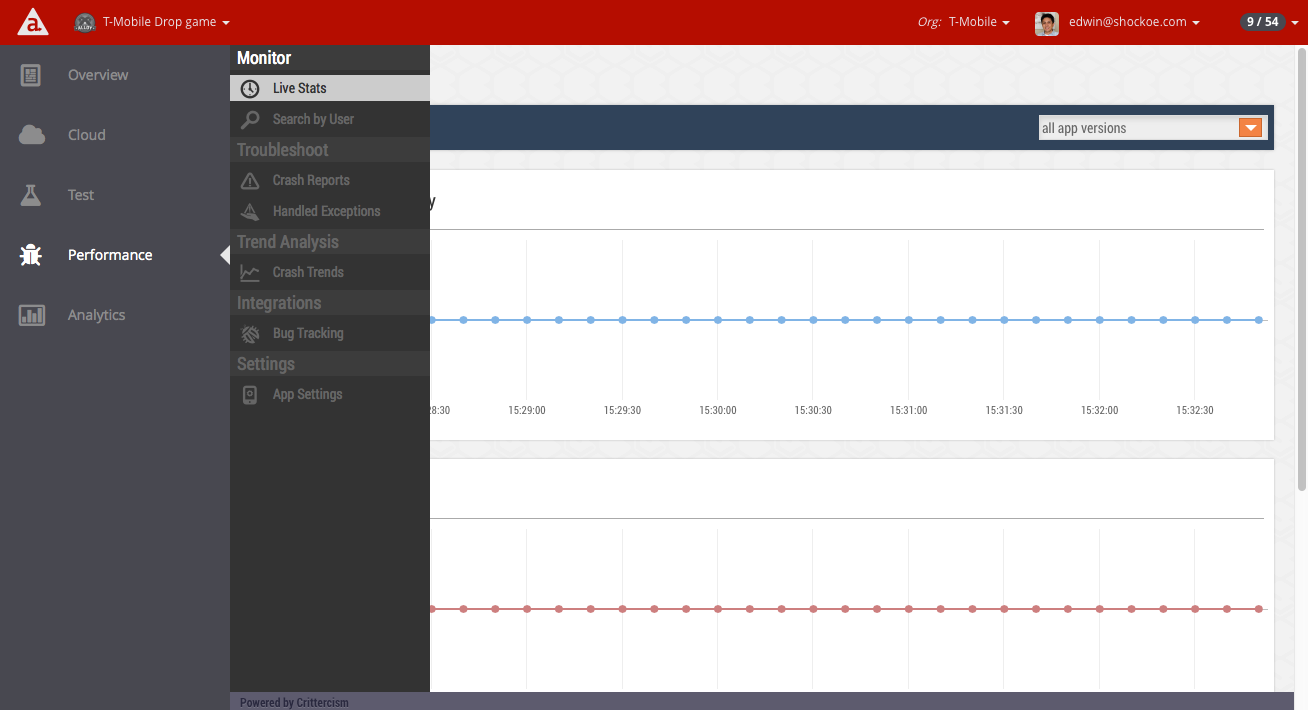 a. T-Mobile Drop game Org: T-Mobile edwin@shockoe.com 9 / 54
Overview
Cloud
Test
Performance
Analytics
Monitor
Live Stats
Search by User
Troubleshoot
Crash Reports
Handled Exceptions
Trend Analysis
Crash Trends
Integrations
Bug Tracking
Settings
App Settings
all app versions
y
28:30 15:29:00 15:29:30 15:30:00 15:30:30 15:31:00 15:31:30 15:32:00 15:32:30
Powered by Crittercism